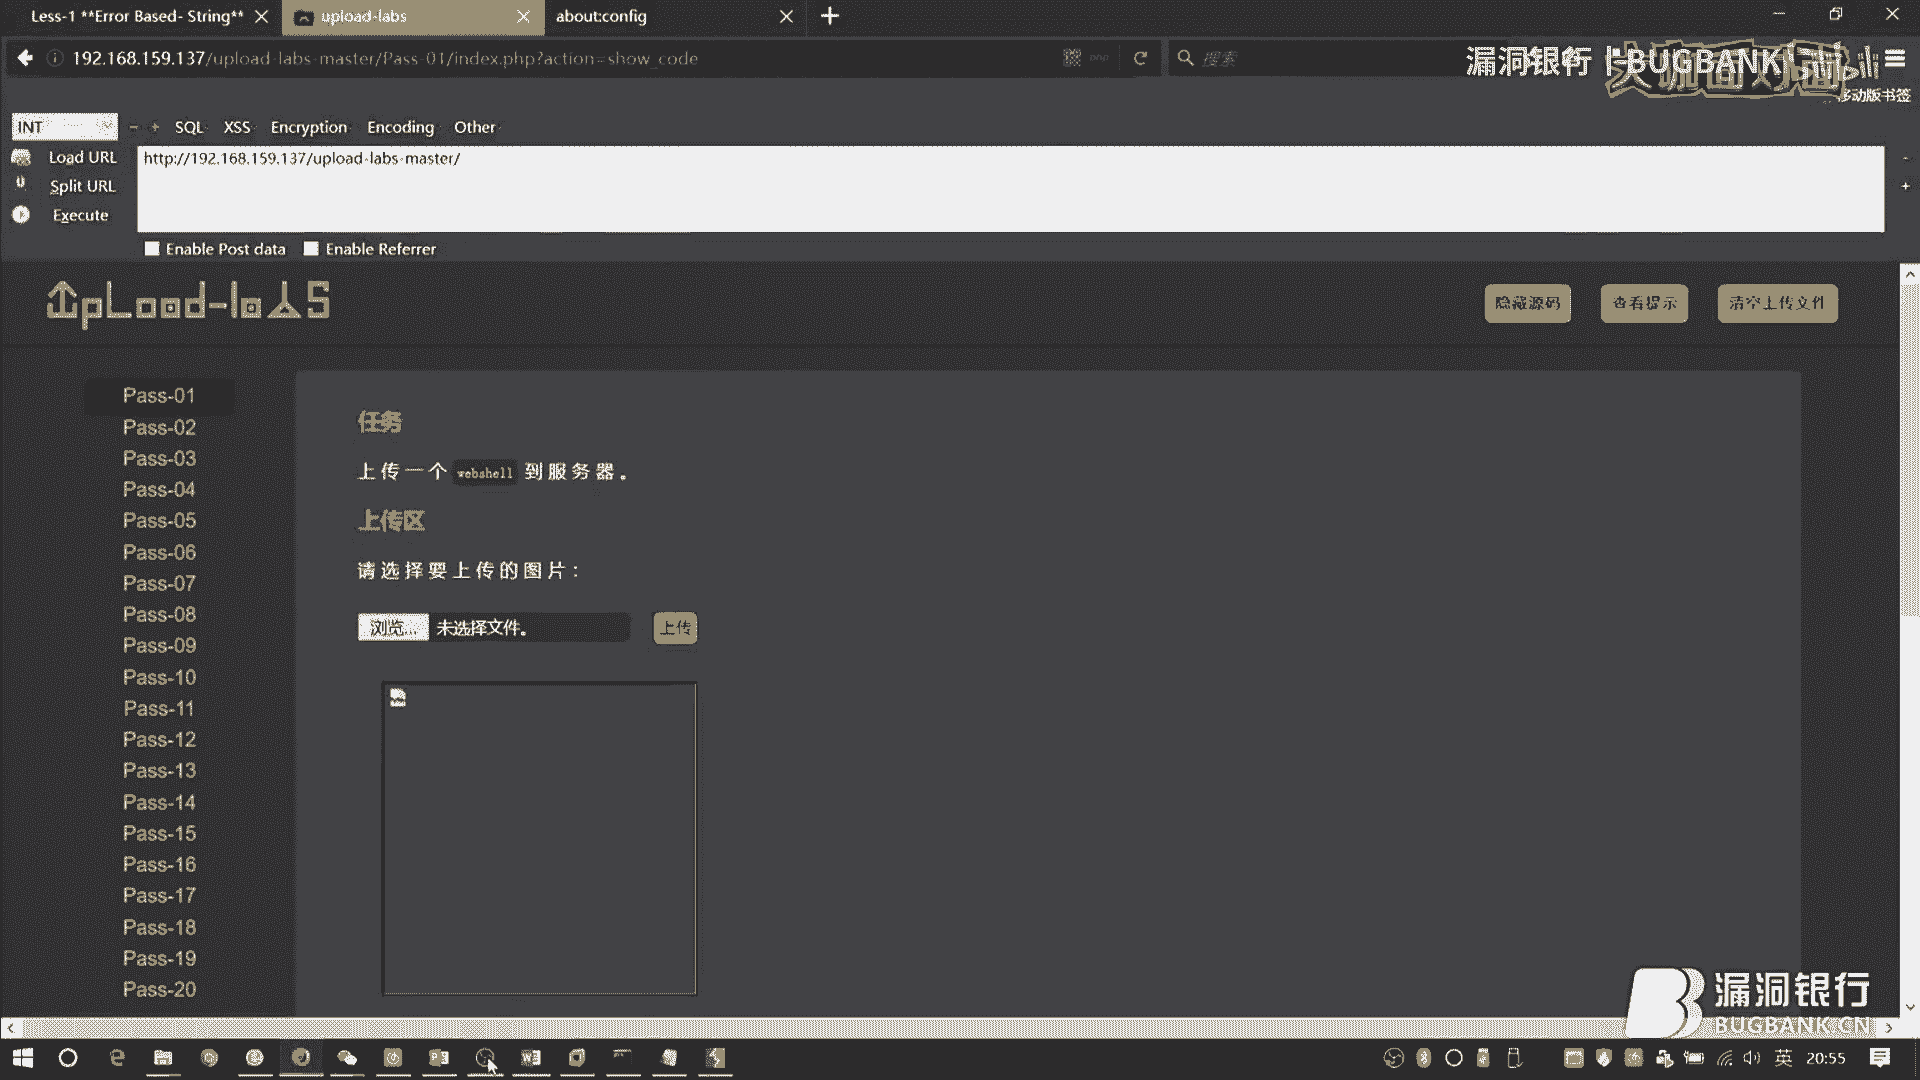 Less-1 **Error Based- String**
upload-labs
about:config
192.168.159.137/upload-labs-master/Pass-01/index.php?action=show_code
搜索
漏洞银行 | BUGBANK
移动版书签
INT
SQL XSS Encryption Encoding Other
Load URL
http://192.168.159.137/upload-labs-master/
Split URL
Execute
Enable Post data
Enable Referrer
UpLoad-labs
隐藏源码
查看提示
清空上传文件
Pass-01
Pass-02
Pass-03
Pass-04
Pass-05
Pass-06
Pass-07
Pass-08
Pass-09
Pass-10
Pass-11
Pass-12
Pass-13
Pass-14
Pass-15
Pass-16
Pass-17
Pass-18
Pass-19
Pass-20
任务
上传一个 webshell 到服务器。
上传区
请选择要上传的图片：
浏览... 未选择文件。
上传
漏洞银行
BUGBANK.CN
英
20:55